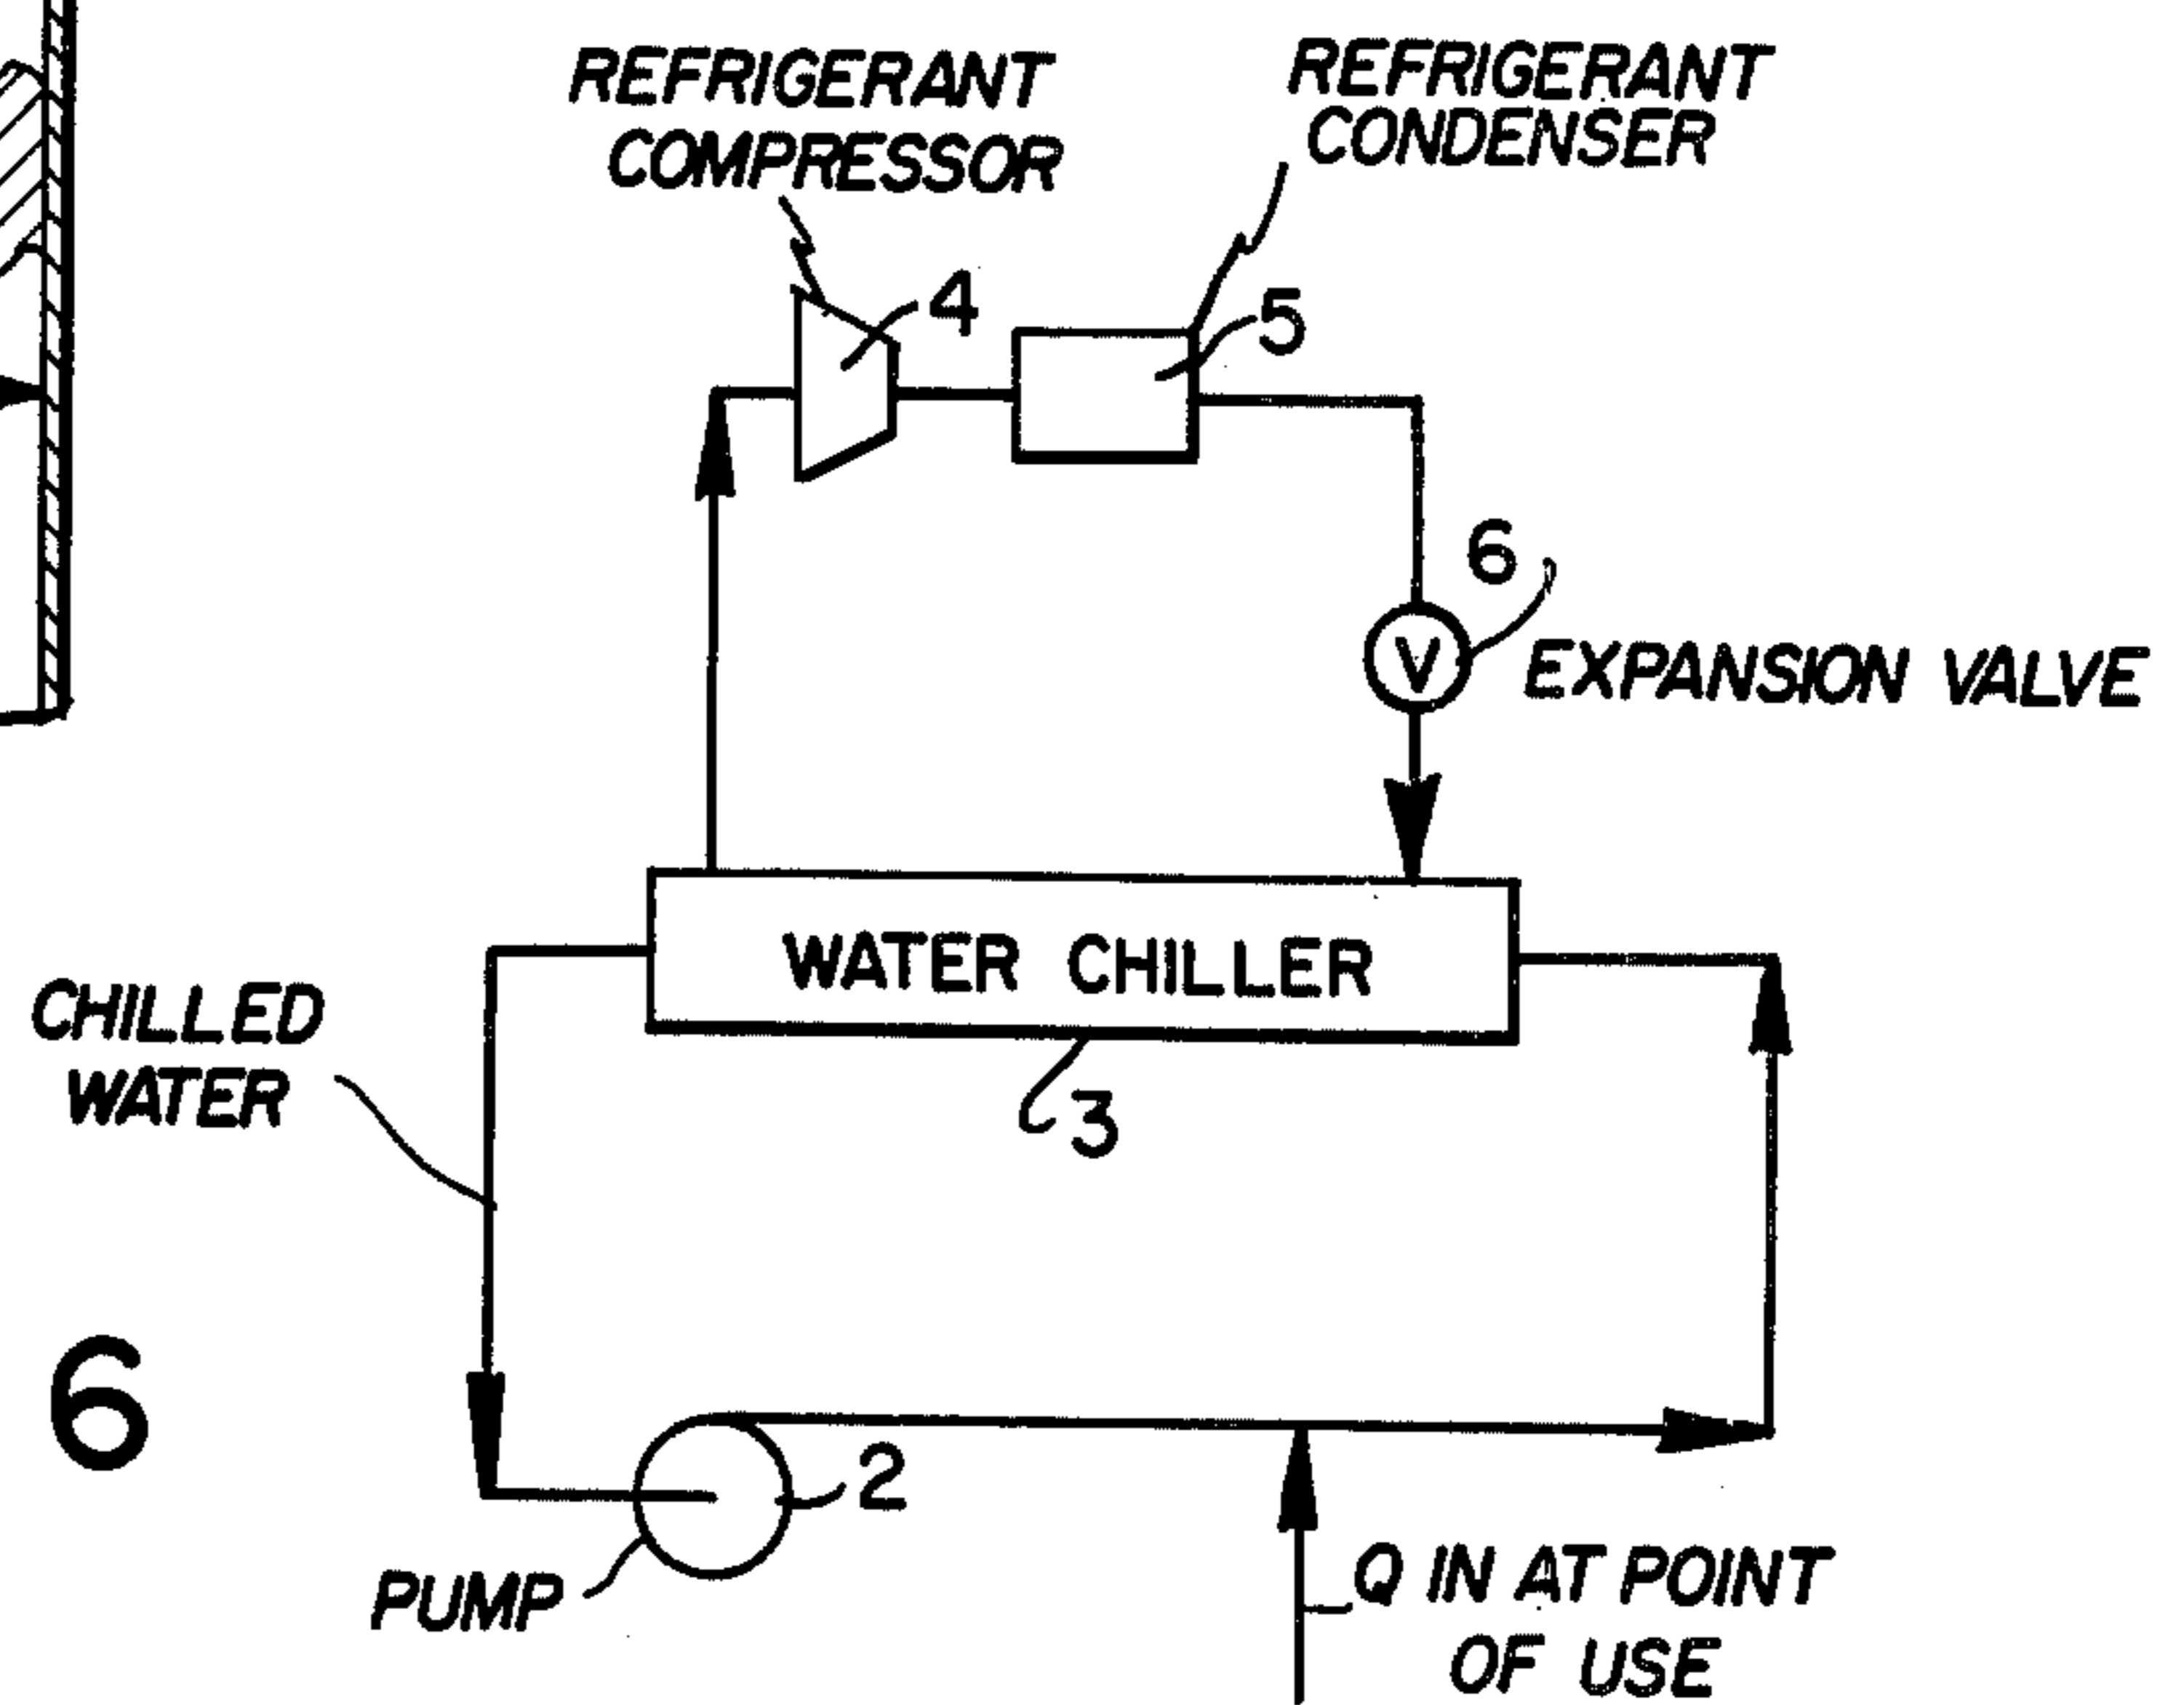 REFRIGERANT
COMPRESSOR
REFRIGERANT
CONDENSER
4
5
6
V
EXPANSION VALVE
WATER CHILLER
3
CHILLED
WATER
6
2
PUMP
Q IN AT POINT
OF USE